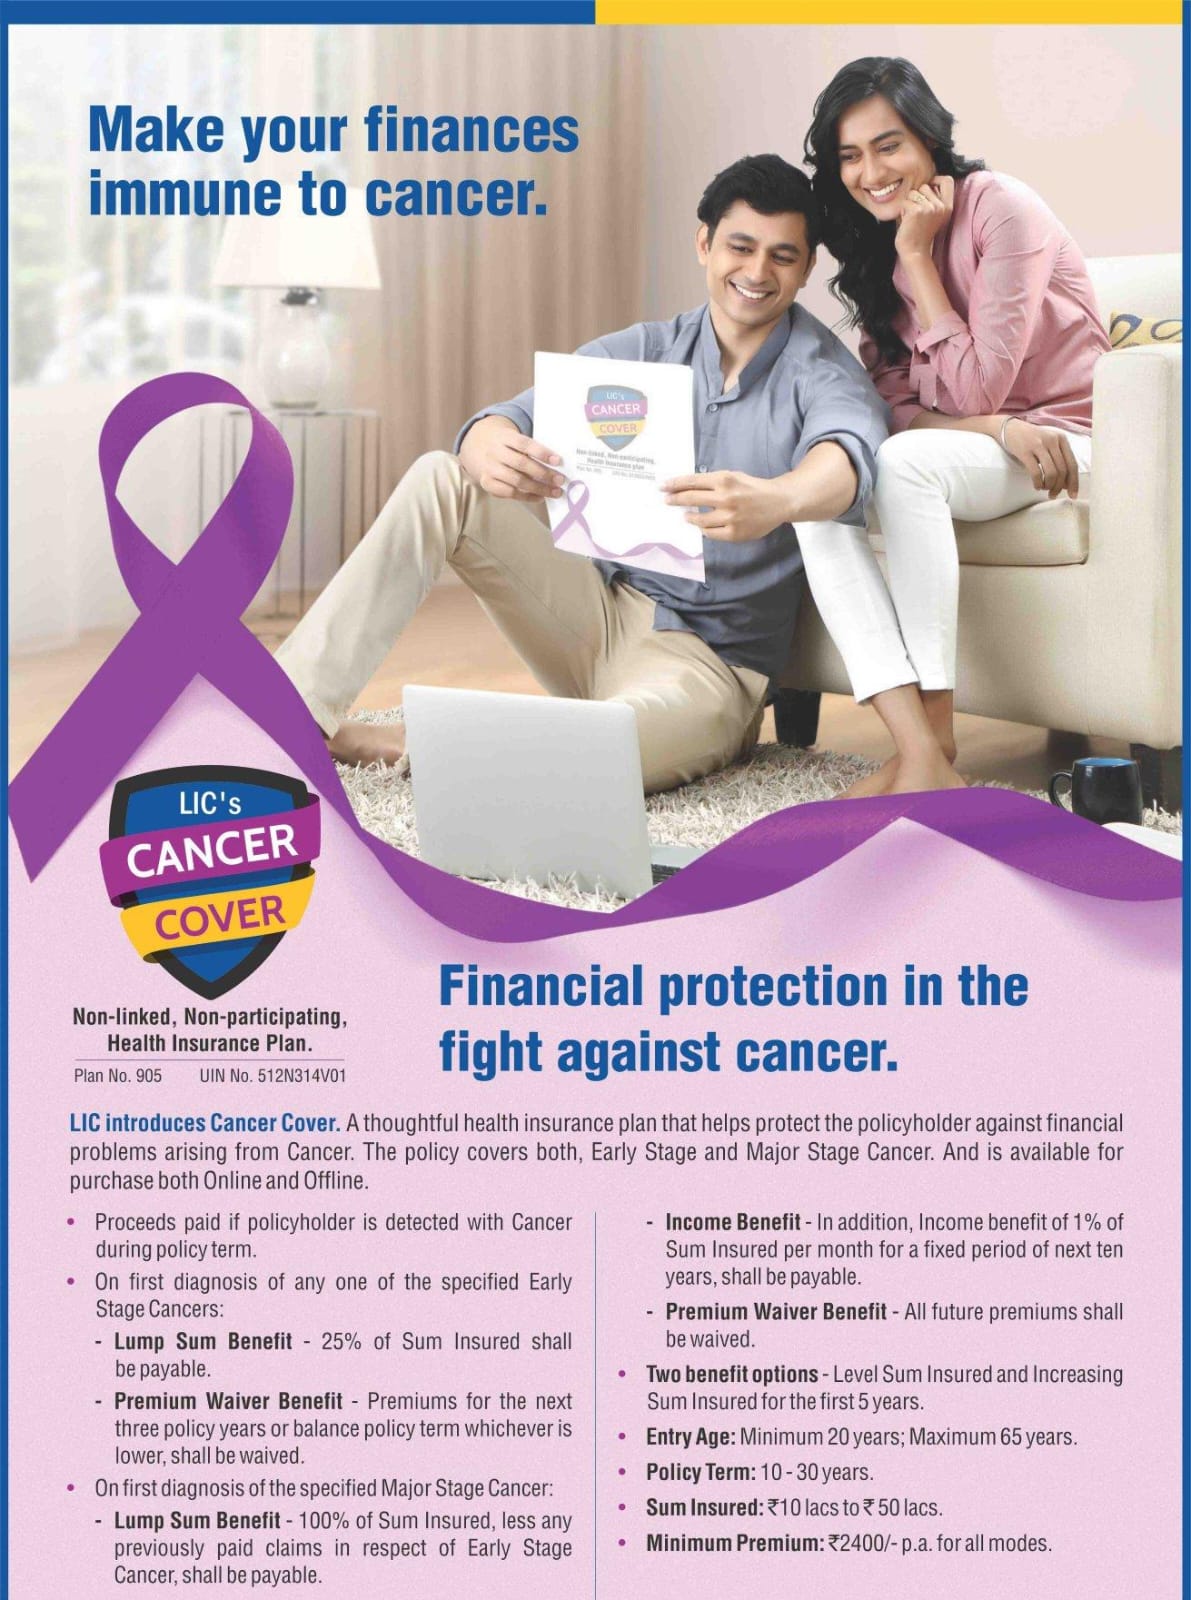 Make your finances
immune to cancer.
LIC's
CANCER
COVER
Non-linked, Non-participating,
Health Insurance plan
LIC's
CANCER
COVER
Non-linked, Non-participating,
Health Insurance Plan.
Plan No. 905 UIN No. 512N314V01
Financial protection in the
fight against cancer.
LIC introduces Cancer Cover. A thoughtful health insurance plan that helps protect the policyholder against financial
problems arising from Cancer. The policy covers both, Early Stage and Major Stage Cancer. And is available for
purchase both Online and Offline.
• Proceeds paid if policyholder is detected with Cancer
during policy term.
• On first diagnosis of any one of the specified Early
Stage Cancers:
- Lump Sum Benefit - 25% of Sum Insured shall
be payable.
- Premium Waiver Benefit - Premiums for the next
three policy years or balance policy term whichever is
lower, shall be waived.
• On first diagnosis of the specified Major Stage Cancer:
- Lump Sum Benefit - 100% of Sum Insured, less any
previously paid claims in respect of Early Stage
Cancer, shall be payable.
- Income Benefit - In addition, Income benefit of 1% of
Sum Insured per month for a fixed period of next ten
years, shall be payable.
- Premium Waiver Benefit - All future premiums shall
be waived.
• Two benefit options - Level Sum Insured and Increasing
Sum Insured for the first 5 years.
• Entry Age: Minimum 20 years; Maximum 65 years.
• Policy Term: 10 - 30 years.
• Sum Insured: ₹10 lacs to ₹ 50 lacs.
• Minimum Premium: ₹2400/- p.a. for all modes.